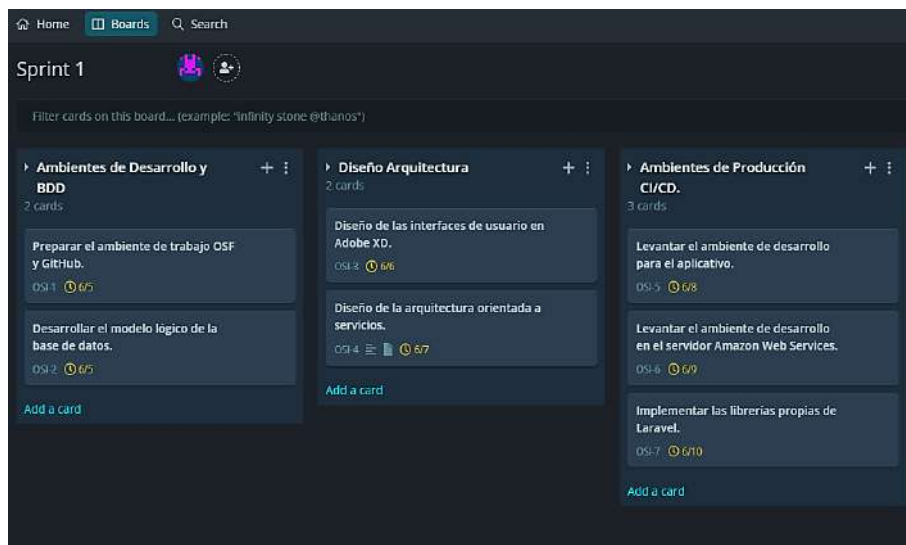 Home Boards Search
Sprint 1
Filter cards on this board... (example: "infinity stone @thanos")
Ambientes de Desarrollo y
BDD
2 cards
Preparar el ambiente de trabajo OSF
y GitHub.
OSI-1 6/5
Desarrollar el modelo lógico de la
base de datos.
OSI-2 6/5
Add a card
Diseño Arquitectura
2 cards
Diseño de las interfaces de usuario en
Adobe XD.
OSI-3 6/6
Diseño de la arquitectura orientada a
servicios.
OSI-4 6/7
Add a card
Ambientes de Producción
CI/CD.
3 cards
Levantar el ambiente de desarrollo
para el aplicativo.
OSI-5 6/8
Levantar el ambiente de desarrollo
en el servidor Amazon Web Services.
OSI-6 6/9
Implementar las librerías propias de
Laravel.
OSI-7 6/10
Add a card